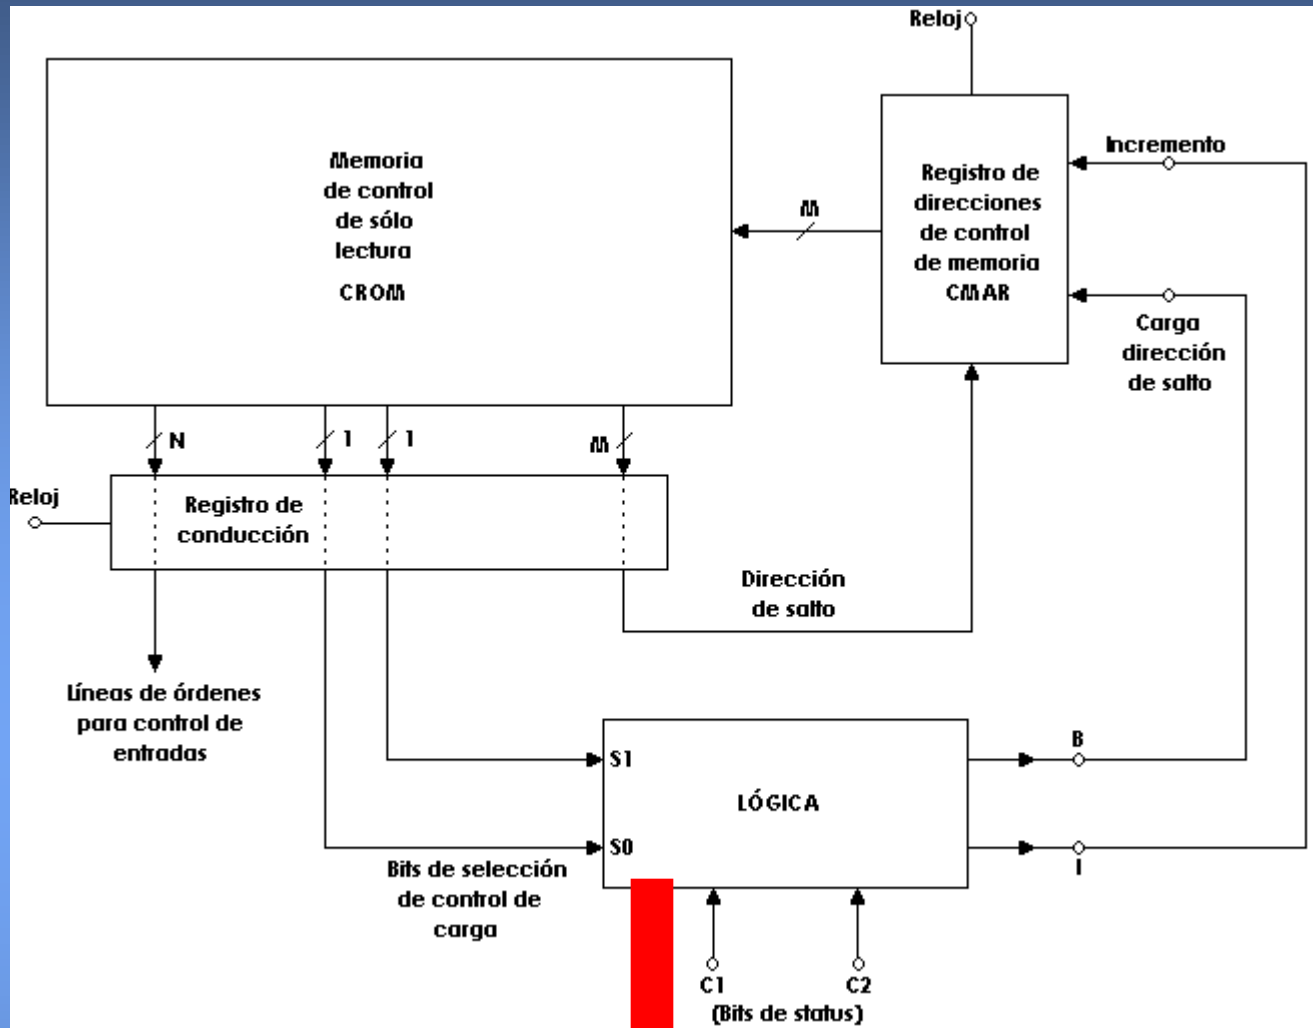 Reloj
Memoria
de control
de sólo
lectura
CROM
M
Registro de
direcciones
de control
de memoria
CMAR
Incremento
Carga
dirección
de salto
N
1
1
M
Reloj
Registro de
conducción
Dirección
de salto
Líneas de órdenes
para control de
entradas
S1
LÓGICA
S0
B
I
Bits de selección
de control de
carga
C1
C2
(Bits de status)